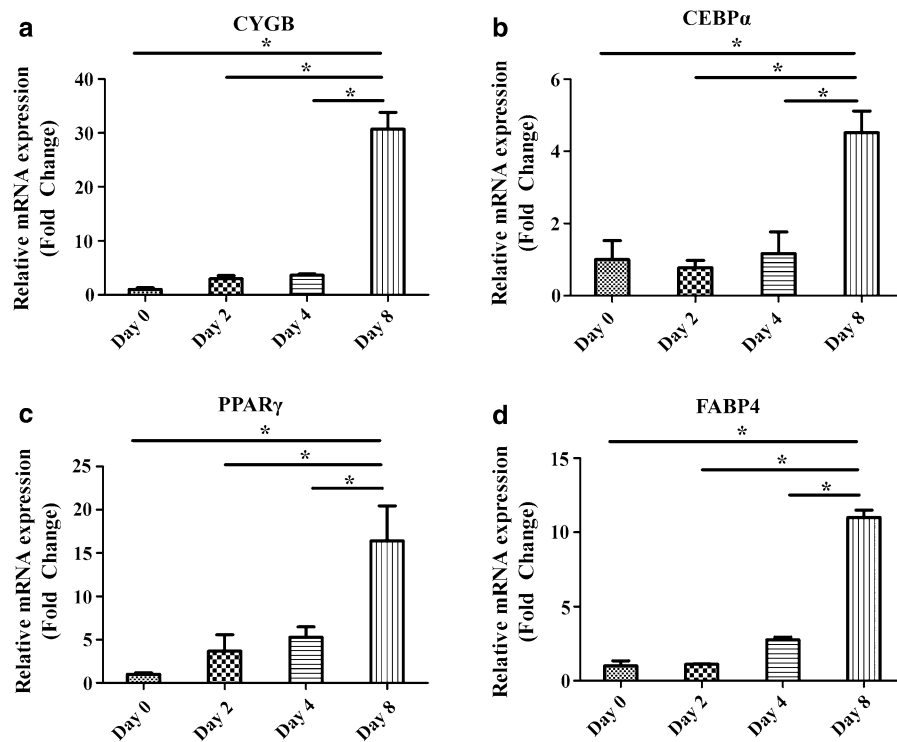 a
CYGB
*
*
*
Relative mRNA expression
(Fold Change)
40
30
20
10
0
Day 0
Day 2
Day 4
Day 8
b
CEBPα
*
*
*
Relative mRNA expression
(Fold Change)
6
4
2
0
Day 0
Day 2
Day 4
Day 8
c
PPARγ
*
*
*
Relative mRNA expression
(Fold Change)
25
20
15
10
5
0
Day 0
Day 2
Day 4
Day 8
d
FABP4
*
*
*
Relative mRNA expression
(Fold Change)
15
10
5
0
Day 0
Day 2
Day 4
Day 8